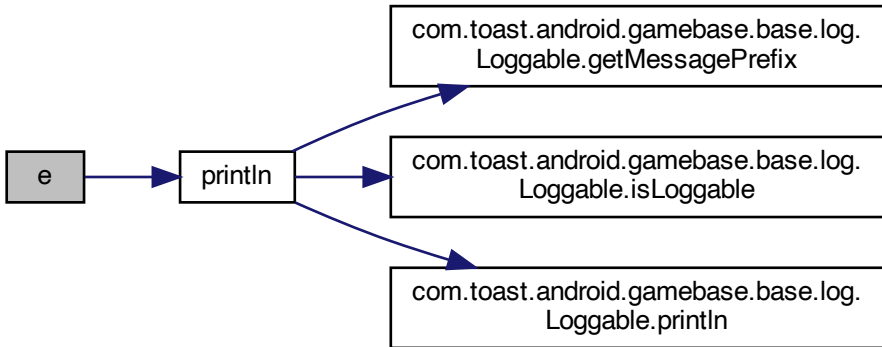 com.toast.android.gamebase.base.log.
Loggable.getMessagePrefix
e
println
com.toast.android.gamebase.base.log.
Loggable.isLoggable
com.toast.android.gamebase.base.log.
Loggable.println